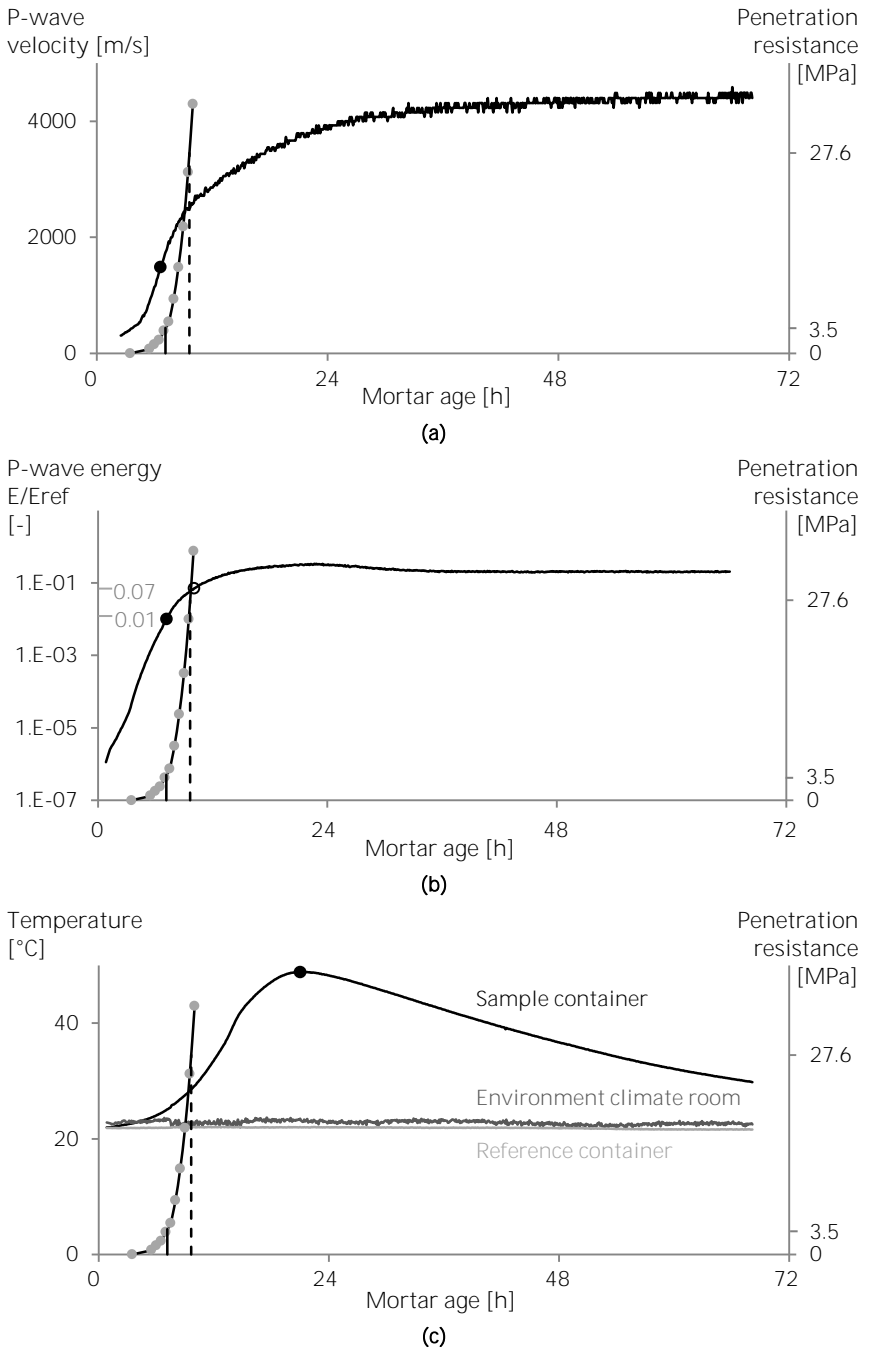 P-wave
velocity [m/s]
Penetration
resistance
[MPa]
4000
2000
0
27.6
3.5
0
0
24
48
72
Mortar age [h]
(a)
P-wave energy
E/Eref
[-]
Penetration
resistance
[MPa]
1.E-01
0.07
0.01
1.E-03
1.E-05
1.E-07
27.6
3.5
0
0
24
48
72
Mortar age [h]
(b)
Temperature
[°C]
Penetration
resistance
[MPa]
40
20
0
Sample container
Environment climate room
Reference container
27.6
3.5
0
0
24
48
72
Mortar age [h]
(c)